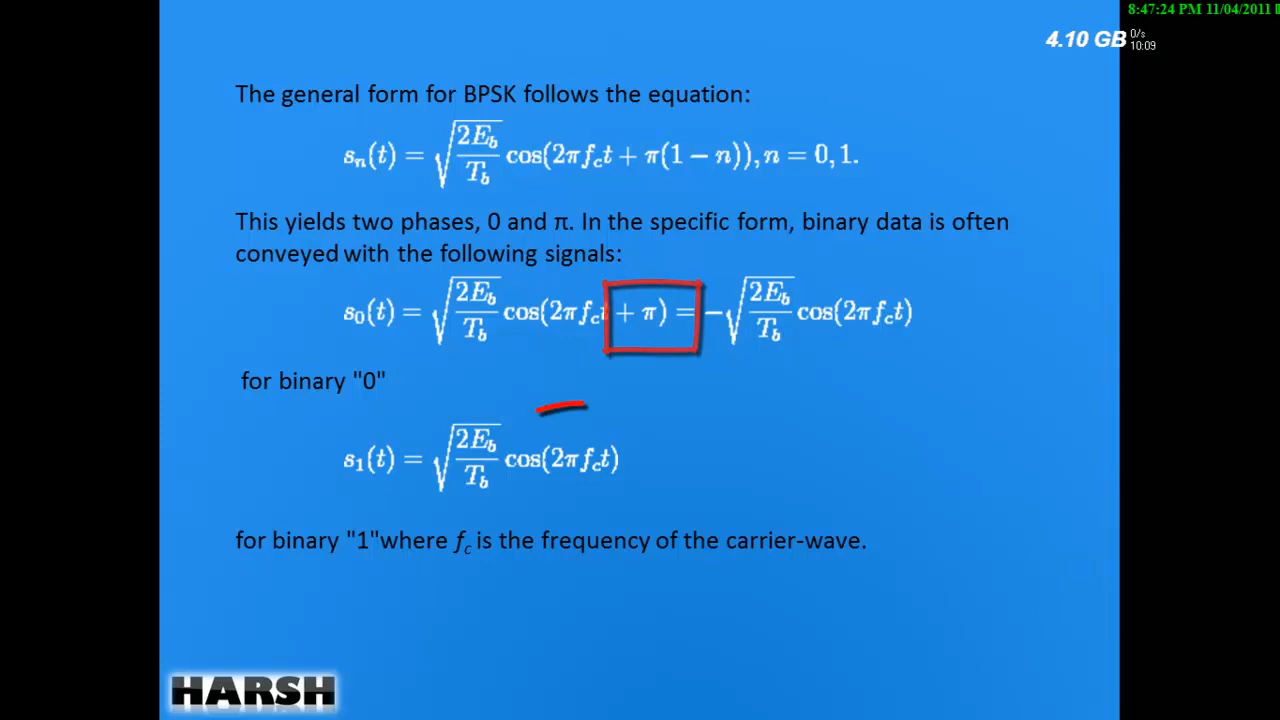 8:47:24 PM 11/04/2011
4.10 GB 0/s
10:09
The general form for BPSK follows the equation:
sₙ(t) = √(2E_b/T_b) cos(2πf_ct + π(1 − n)), n = 0, 1.
This yields two phases, 0 and π. In the specific form, binary data is often
conveyed with the following signals:
s₀(t) = √(2E_b/T_b) cos(2πf_ct + π) = −√(2E_b/T_b) cos(2πf_ct)
for binary "0"
s₁(t) = √(2E_b/T_b) cos(2πf_ct)
for binary "1"where f_c is the frequency of the carrier-wave.
HARSH